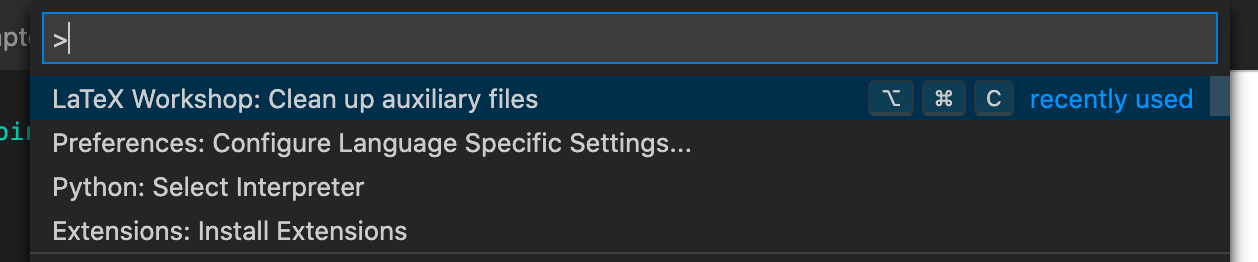 >
LaTeX Workshop: Clean up auxiliary files ⌥ ⌘ C recently used
Preferences: Configure Language Specific Settings...
Python: Select Interpreter
Extensions: Install Extensions